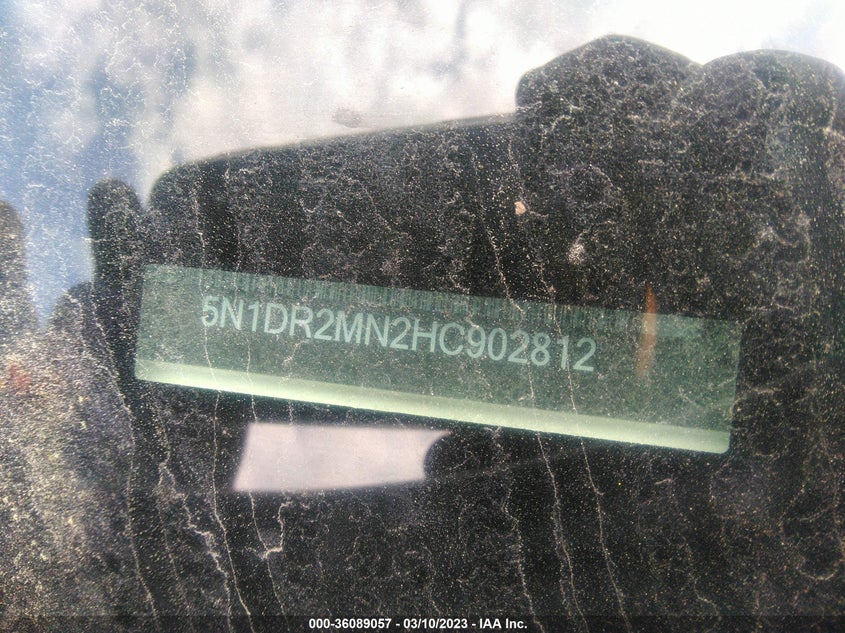 5N1DR2MN2HC902812
000-36089057 - 03/10/2023 - IAA Inc.